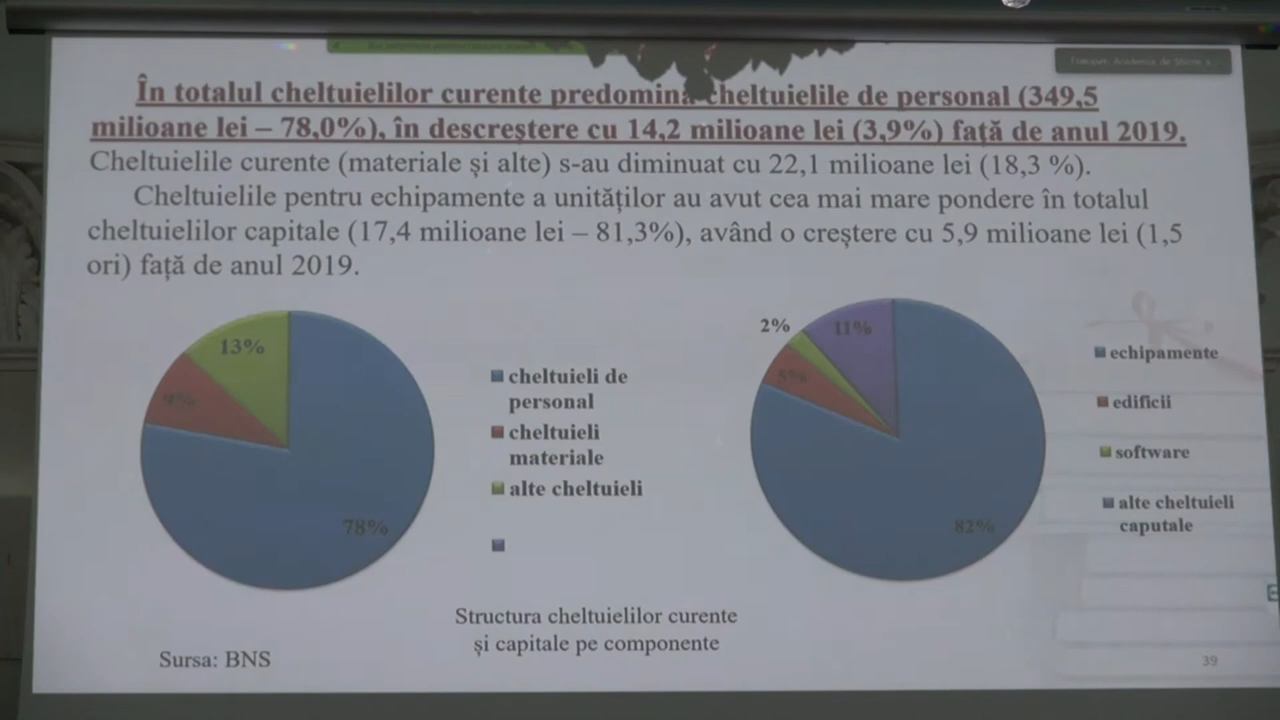 În totalul cheltuielilor curente predomină cheltuielile de personal (349,5
milioane lei – 78,0%), în descreștere cu 14,2 milioane lei (3,9%) față de anul 2019.
Cheltuielile curente (materiale și alte) s-au diminuat cu 22,1 milioane lei (18,3 %).
Cheltuielile pentru echipamente a unităților au avut cea mai mare pondere în totalul
cheltuielilor capitale (17,4 milioane lei – 81,3%), având o creștere cu 5,9 milioane lei (1,5
ori) față de anul 2019.
13%
9%
78%
cheltuieli de
personal
cheltuieli
materiale
alte cheltuieli
2%
11%
5%
82%
echipamente
edificii
software
alte cheltuieli
caputale
Structura cheltuielilor curente
și capitale pe componente
Sursa: BNS
39